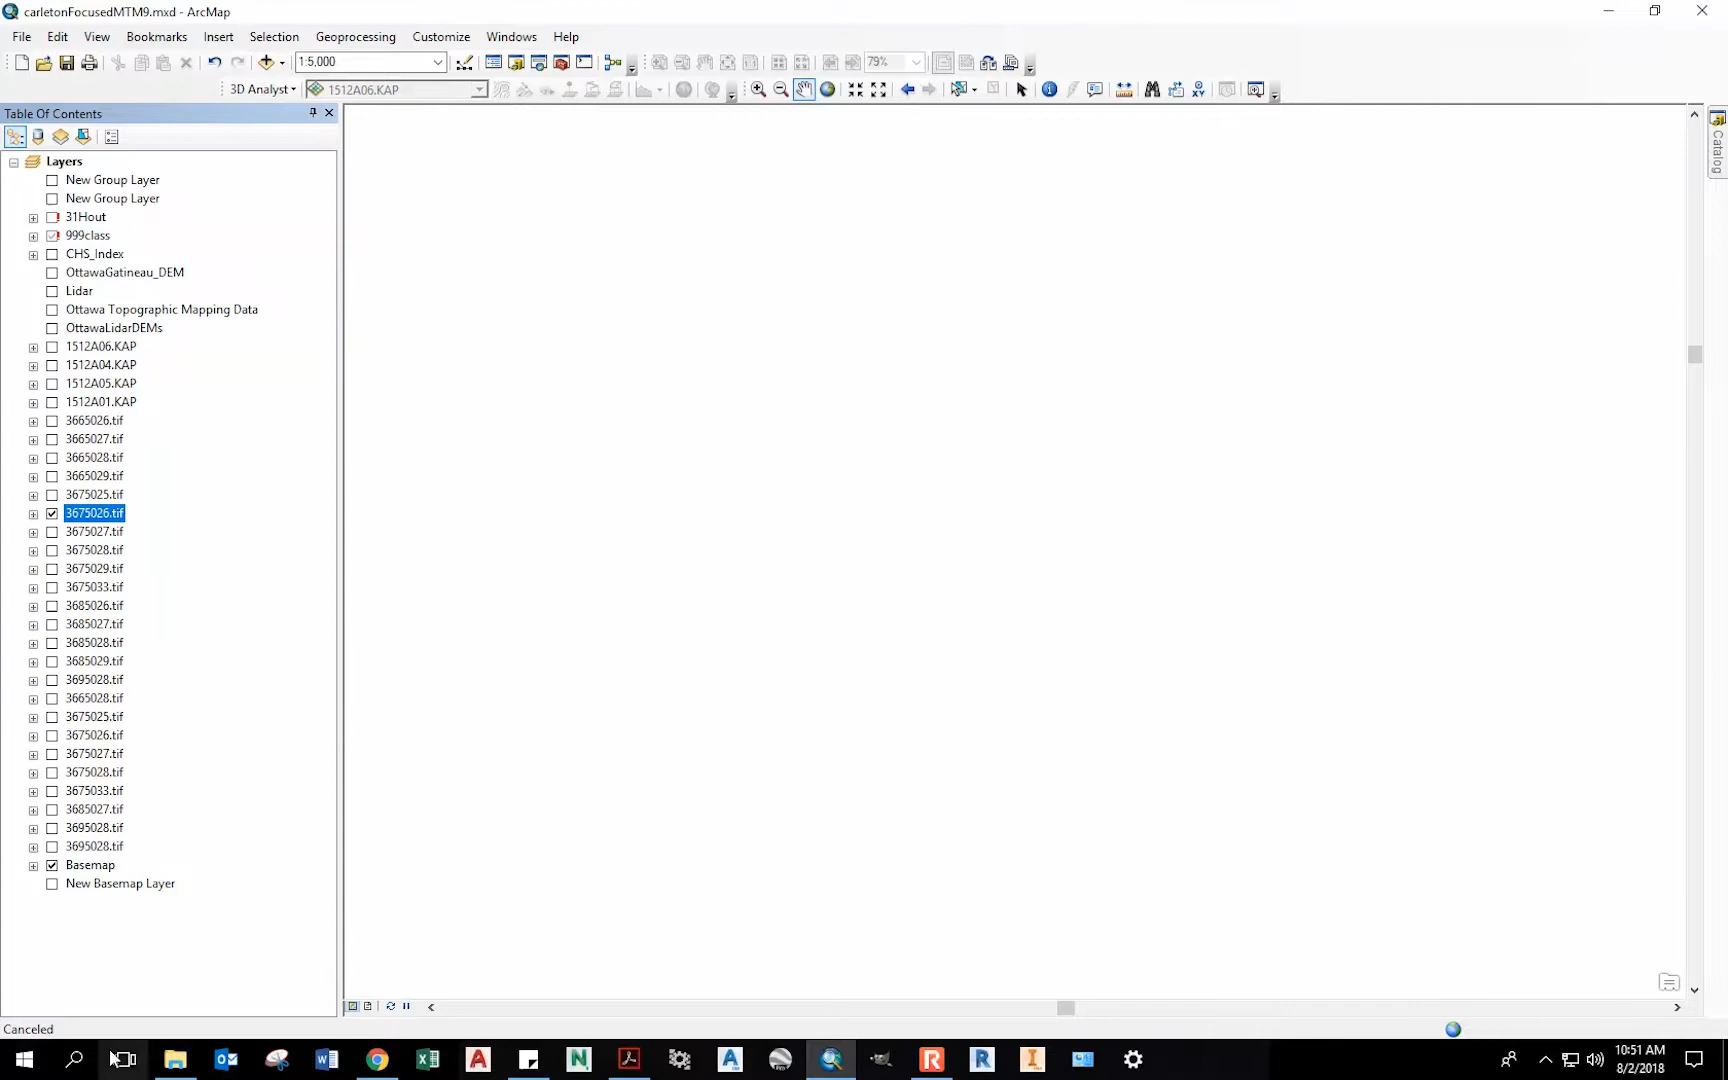 carletonFocusedMTM9.mxd - ArcMap
File Edit View Bookmarks Insert Selection Geoprocessing Customize Windows Help
1:5,000
79%
3D Analyst
1512A06.KAP
Table Of Contents
Catalog
Layers
New Group Layer
New Group Layer
31Hout
999class
CHS_Index
OttawaGatineau_DEM
Lidar
Ottawa Topographic Mapping Data
OttawaLidarDEMs
1512A06.KAP
1512A04.KAP
1512A05.KAP
1512A01.KAP
3665026.tif
3665027.tif
3665028.tif
3665029.tif
3675025.tif
3675026.tif
3675027.tif
3675028.tif
3675029.tif
3675033.tif
3685026.tif
3685027.tif
3685028.tif
3685029.tif
3695028.tif
3665028.tif
3675025.tif
3675026.tif
3675027.tif
3675028.tif
3675033.tif
3685027.tif
3695028.tif
3695028.tif
Basemap
New Basemap Layer
Canceled
10:51 AM
8/2/2018